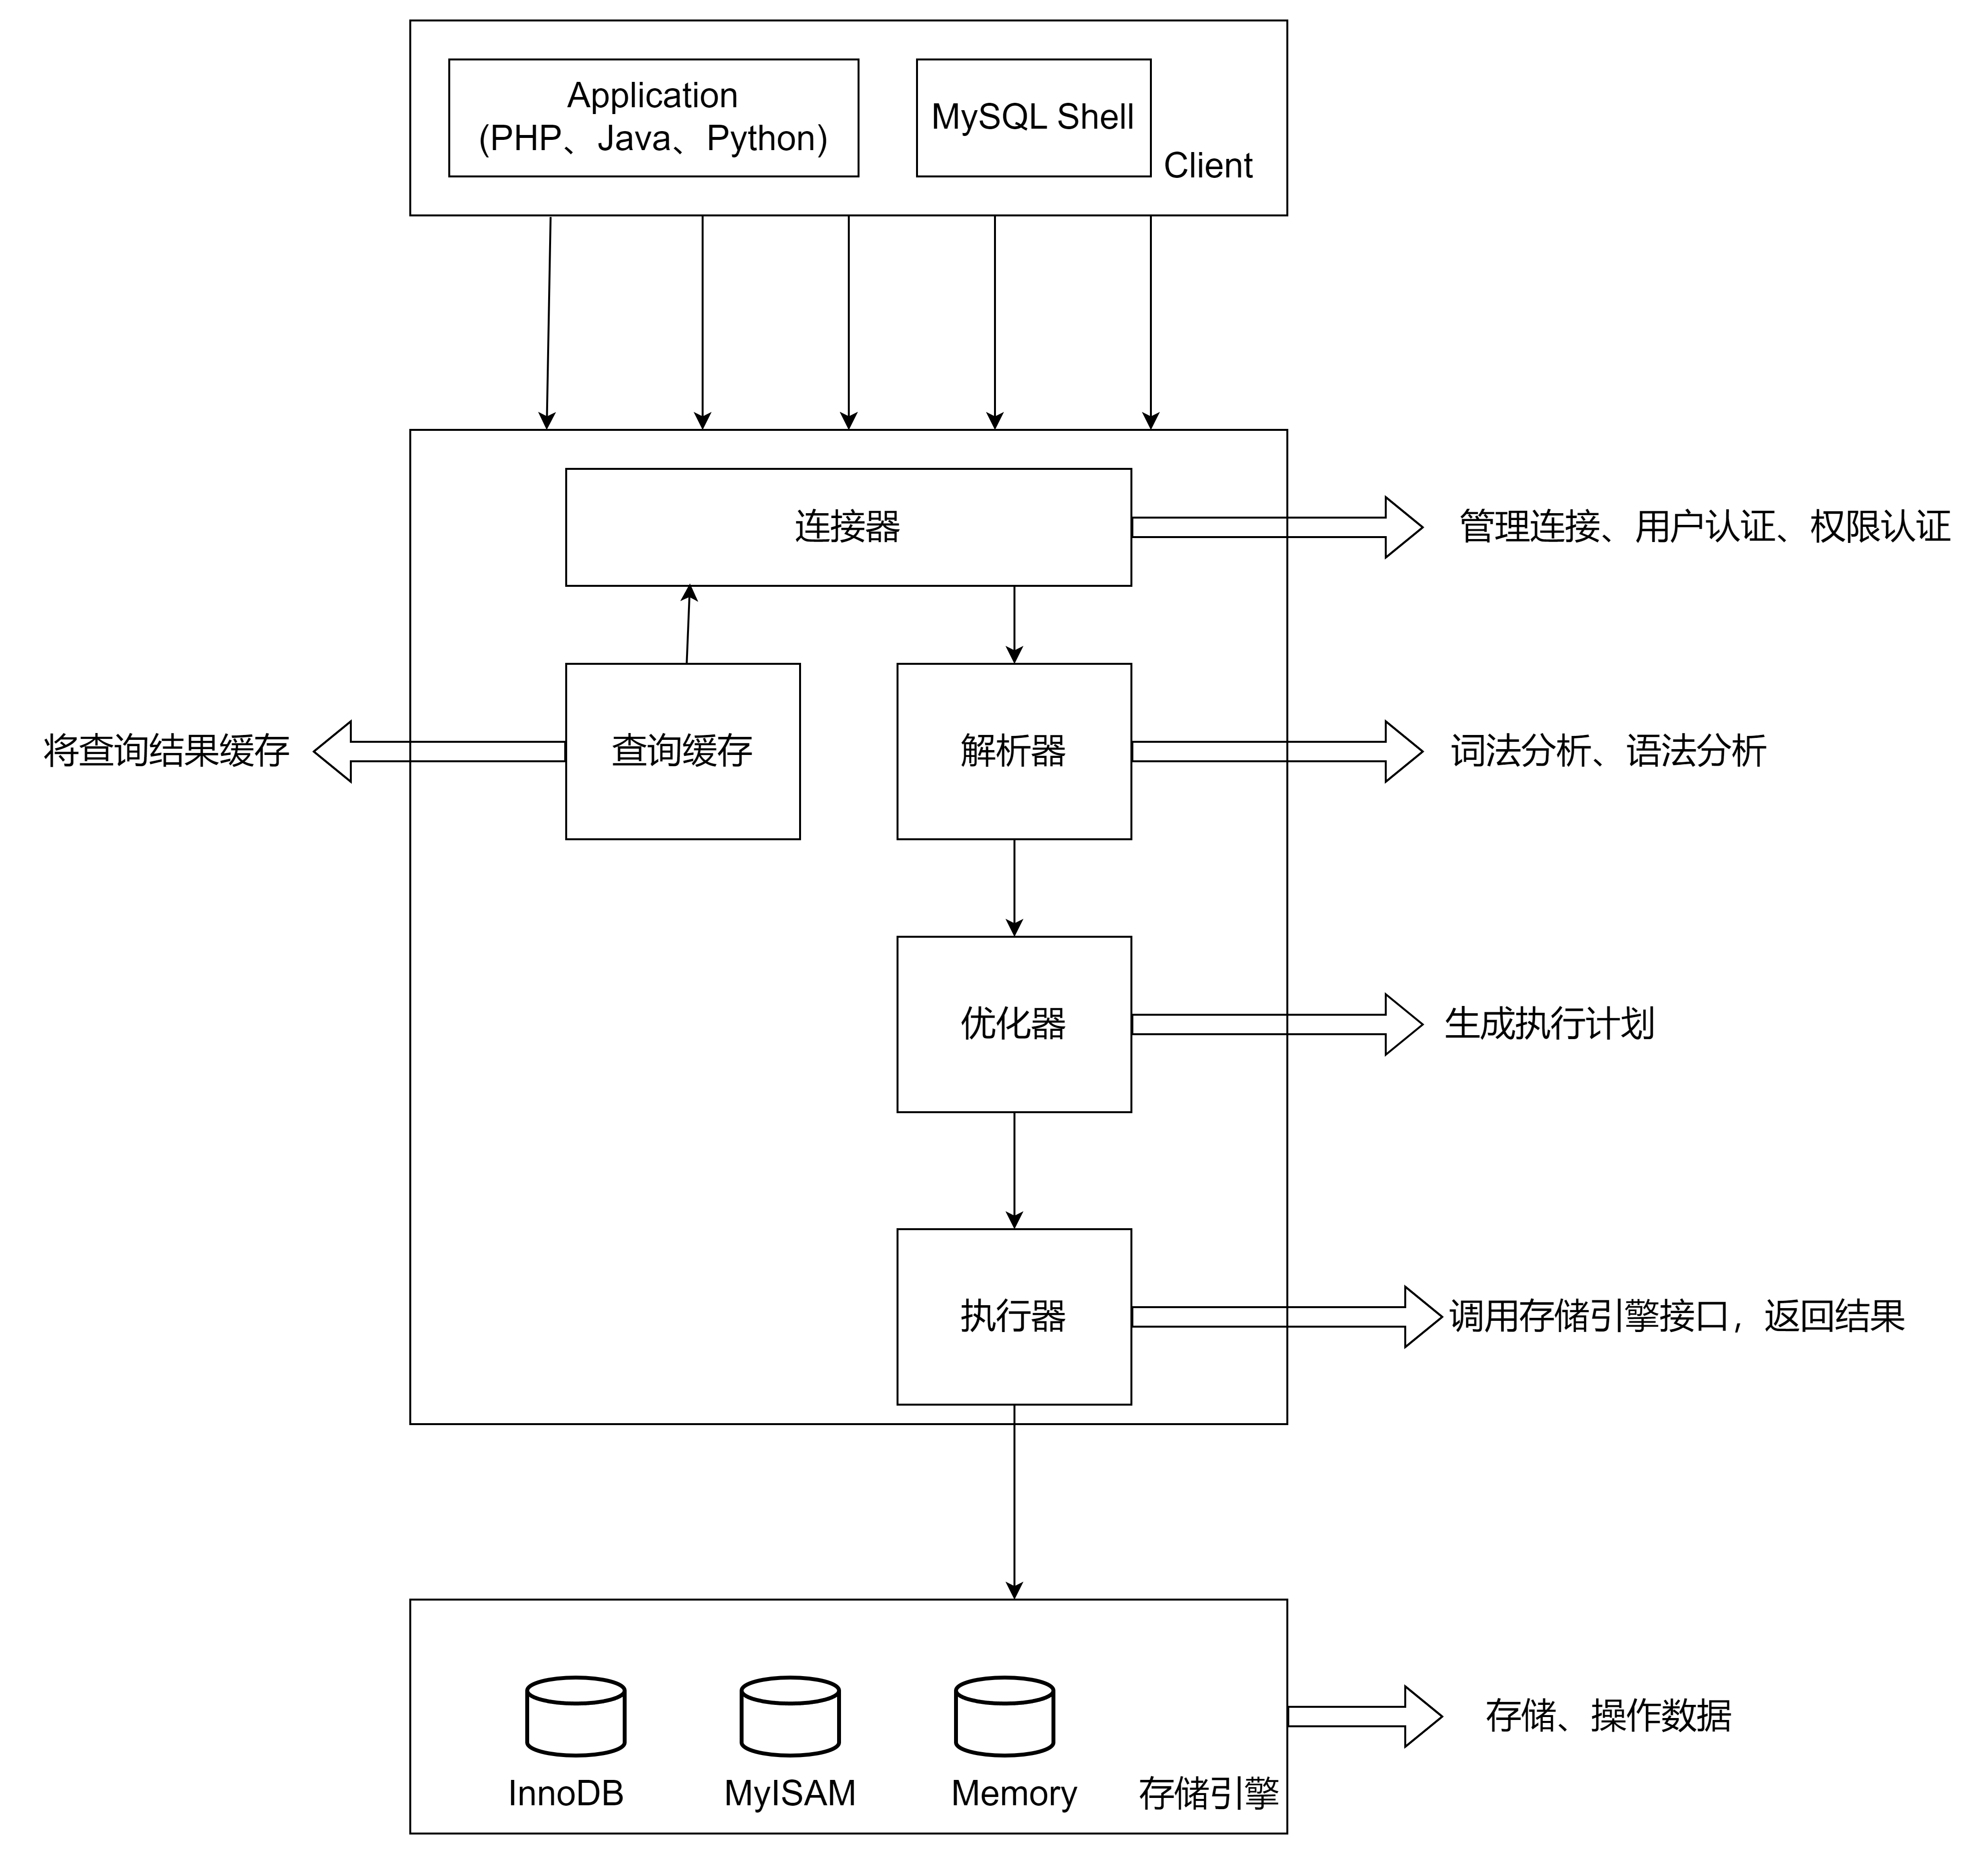 Application
(PHP、Java、Python)
MySQL Shell
Client
连接器
管理连接、用户认证、权限认证
将查询结果缓存
查询缓存
解析器
词法分析、语法分析
优化器
生成执行计划
执行器
调用存储引擎接口，返回结果
存储、操作数据
InnoDB
MyISAM
Memory
存储引擎